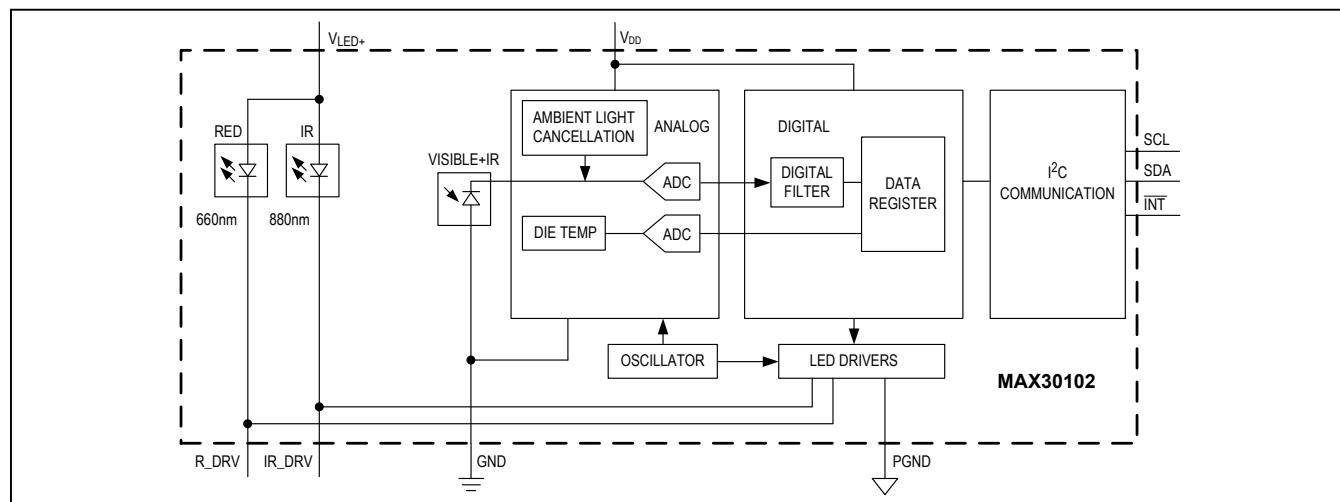 VLED+
VDD
RED
IR
660nm
880nm
VISIBLE+IR
AMBIENT LIGHT
CANCELLATION
ANALOG
ADC
DIE TEMP
ADC
DIGITAL
DIGITAL
FILTER
DATA
REGISTER
I²C
COMMUNICATION
SCL
SDA
INT
OSCILLATOR
LED DRIVERS
MAX30102
R_DRV
IR_DRV
GND
PGND